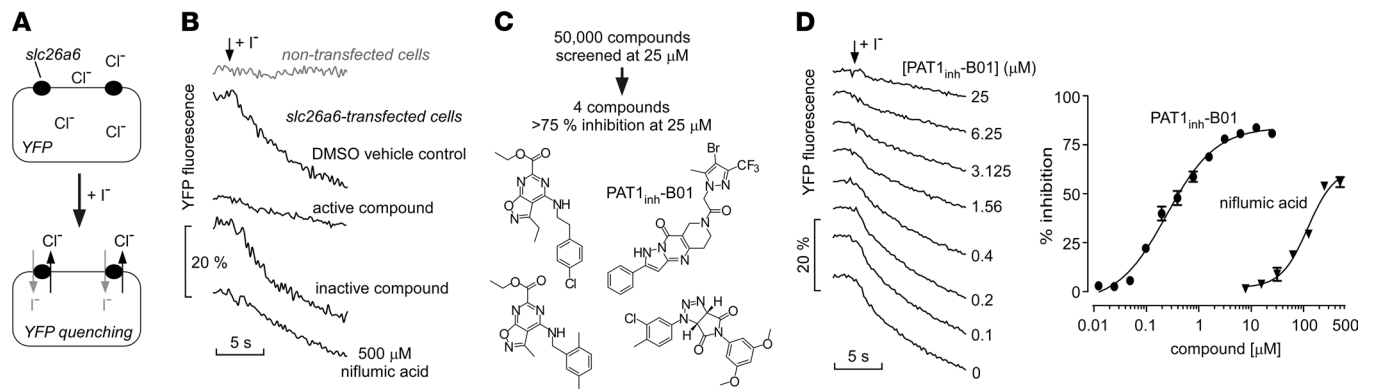 A
slc26a6
Cl⁻
Cl⁻
Cl⁻
Cl⁻
YFP
+ I⁻
Cl⁻
Cl⁻
I⁻
I⁻
YFP quenching
B
+ I⁻
non-transfected cells
YFP fluorescence
slc26a6-transfected cells
DMSO vehicle control
active compound
20 %
inactive compound
5 s
500 μM
niflumic acid
C
50,000 compounds
screened at 25 μM
4 compounds
>75 % inhibition at 25 μM
PAT1inh-B01
O
O
N
N
O
N
NH
Cl
Br
CF3
N
N
O
O
N
HN
N
N
O
O
N
N
O
N
NH
Cl
N
N
N
H
H
O
N
O
O
O
D
+ I⁻
[PAT1inh-B01] (μM)
YFP fluorescence
25
6.25
3.125
1.56
0.4
0.2
0.1
0
20 %
5 s
% inhibition
100
75
50
25
0
PAT1inh-B01
niflumic acid
0.01 0.1 1 10 100 500
compound [μM]